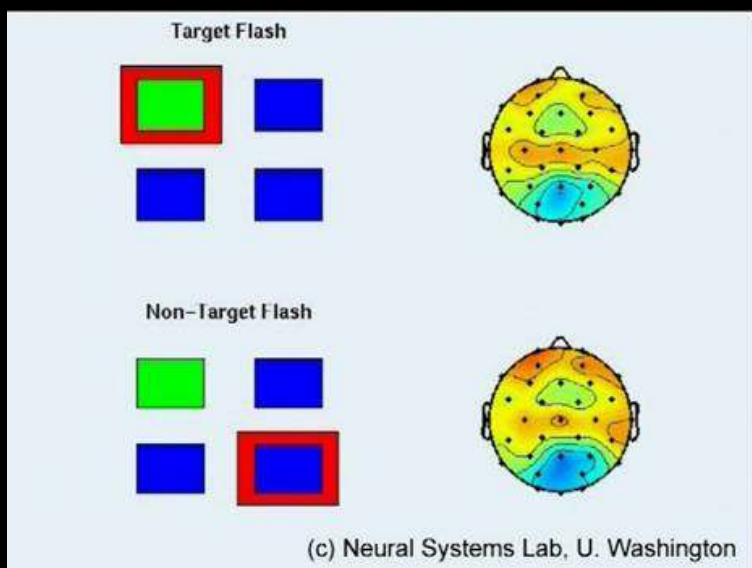 Target Flash
Non-Target Flash
(c) Neural Systems Lab, U. Washington